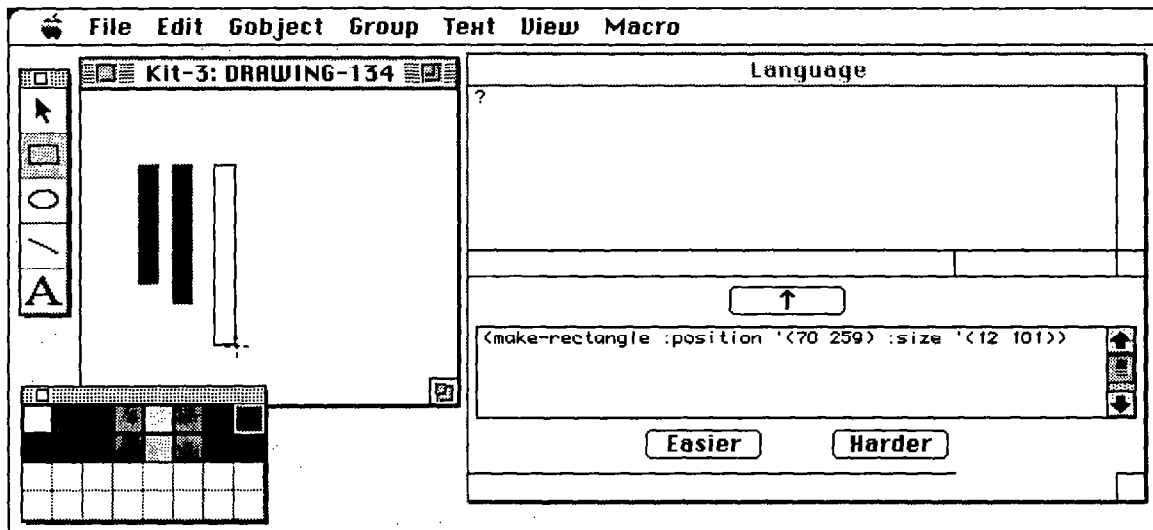 File Edit Gobject Group Text View Macro
Kit-3: DRAWING-134
Language
?
A
↑
(make-rectangle :position '(70 259) :size '(12 101))
Easier Harder